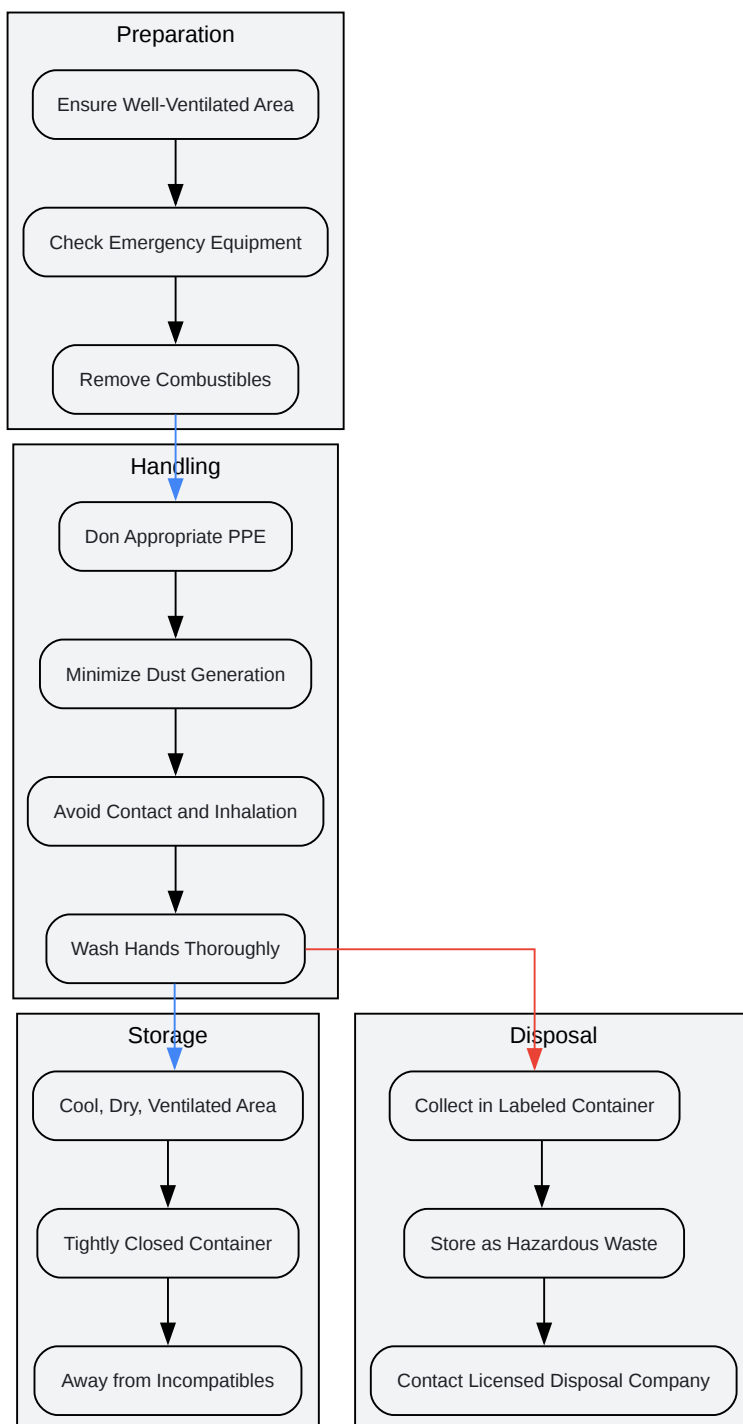 Preparation
Ensure Well-Ventilated Area
Check Emergency Equipment
Remove Combustibles
Handling
Don Appropriate PPE
Minimize Dust Generation
Avoid Contact and Inhalation
Wash Hands Thoroughly
Storage
Cool, Dry, Ventilated Area
Tightly Closed Container
Away from Incompatibles
Disposal
Collect in Labeled Container
Store as Hazardous Waste
Contact Licensed Disposal Company